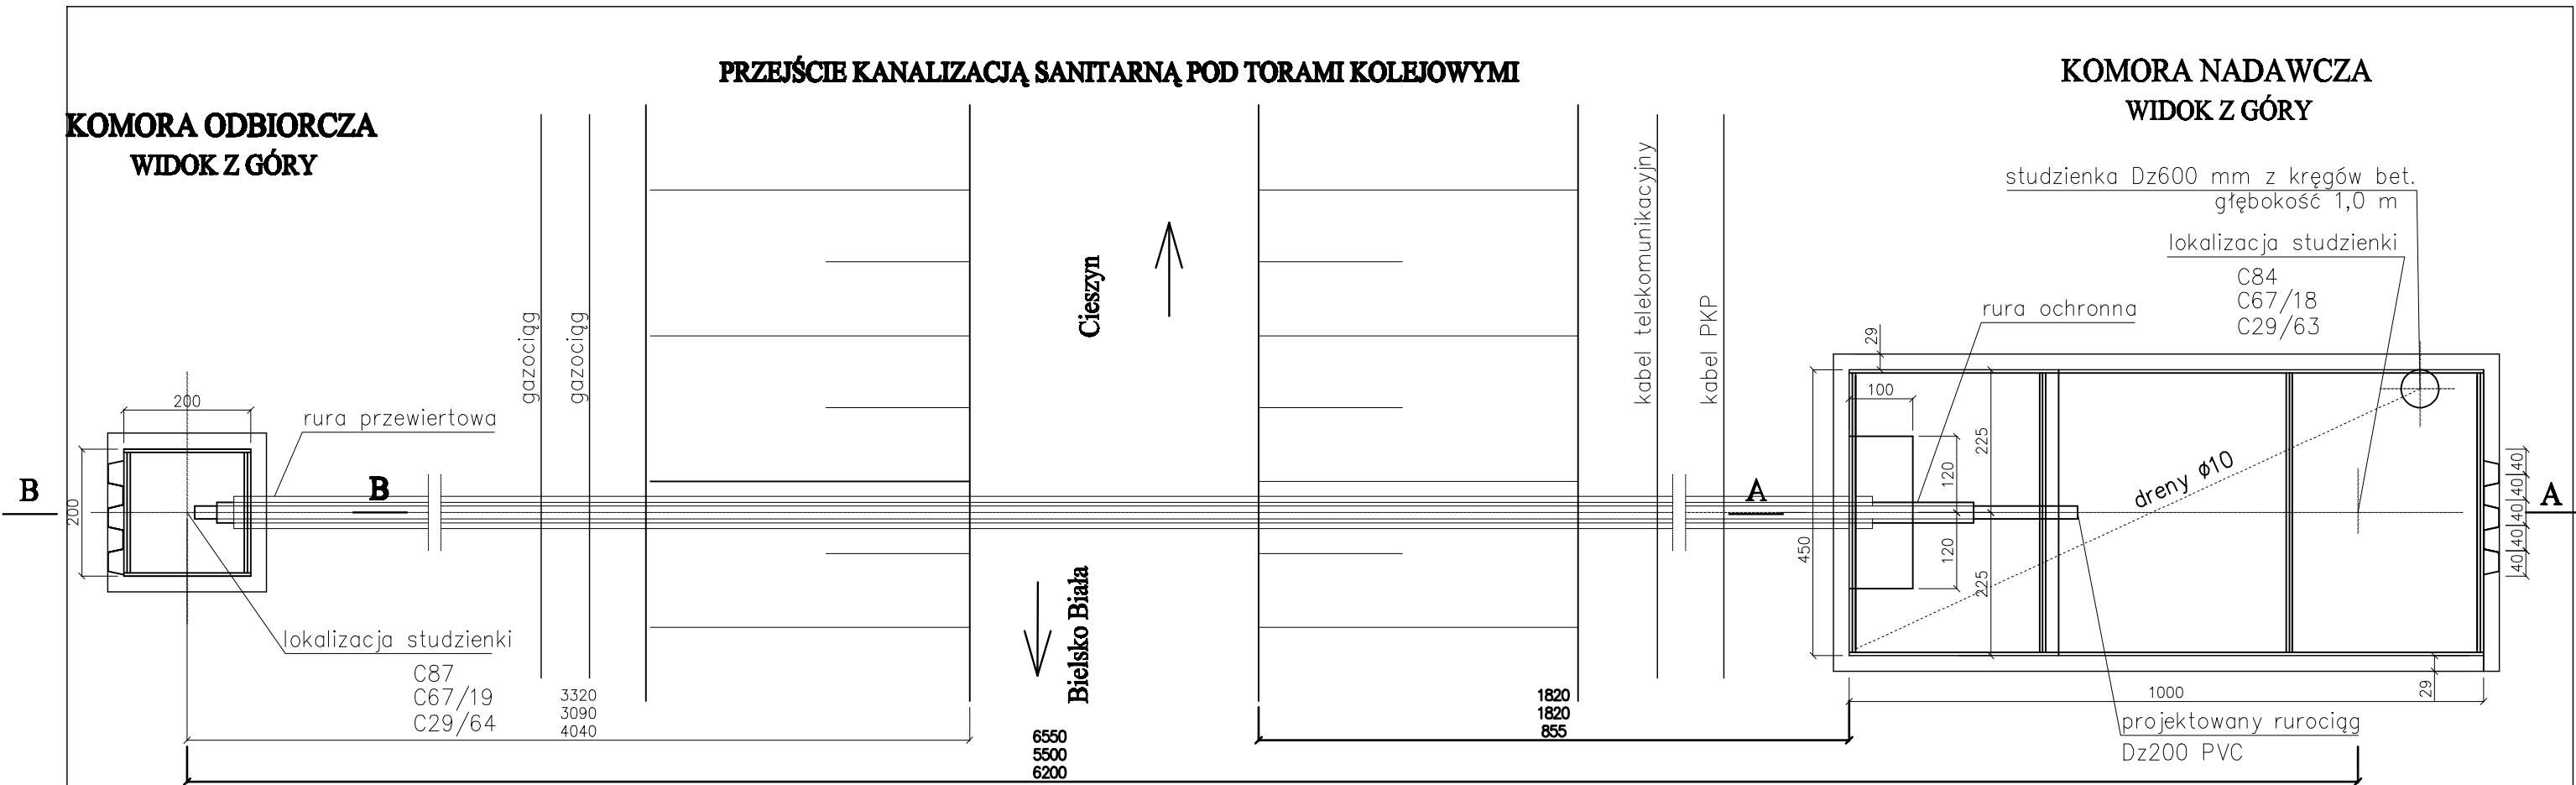 PRZEJŚCIE KANALIZACJĄ SANITARNĄ POD TORAMI KOLEJOWYMI
KOMORA ODBIORCZA
WIDOK Z GÓRY
KOMORA NADAWCZA
WIDOK Z GÓRY
studzienka Dz600 mm z kręgów bet.
głębokość 1,0 m
lokalizacja studzienki
C84
C67/18
C29/63
rura ochronna
gazociąg
gazociąg
Cieszyn
kabel telekomunikacyjny
kabel PKP
29
100
200
rura przewiertowa
225
120
dreny ø10
40
40
40
40
40
B
200
B
A
A
450
120
225
Bielsko Biała
lokalizacja studzienki
C87
C67/19
C29/64
3320
3090
4040
6550
5500
6200
1820
1820
855
1000
29
projektowany rurociąg
Dz200 PVC